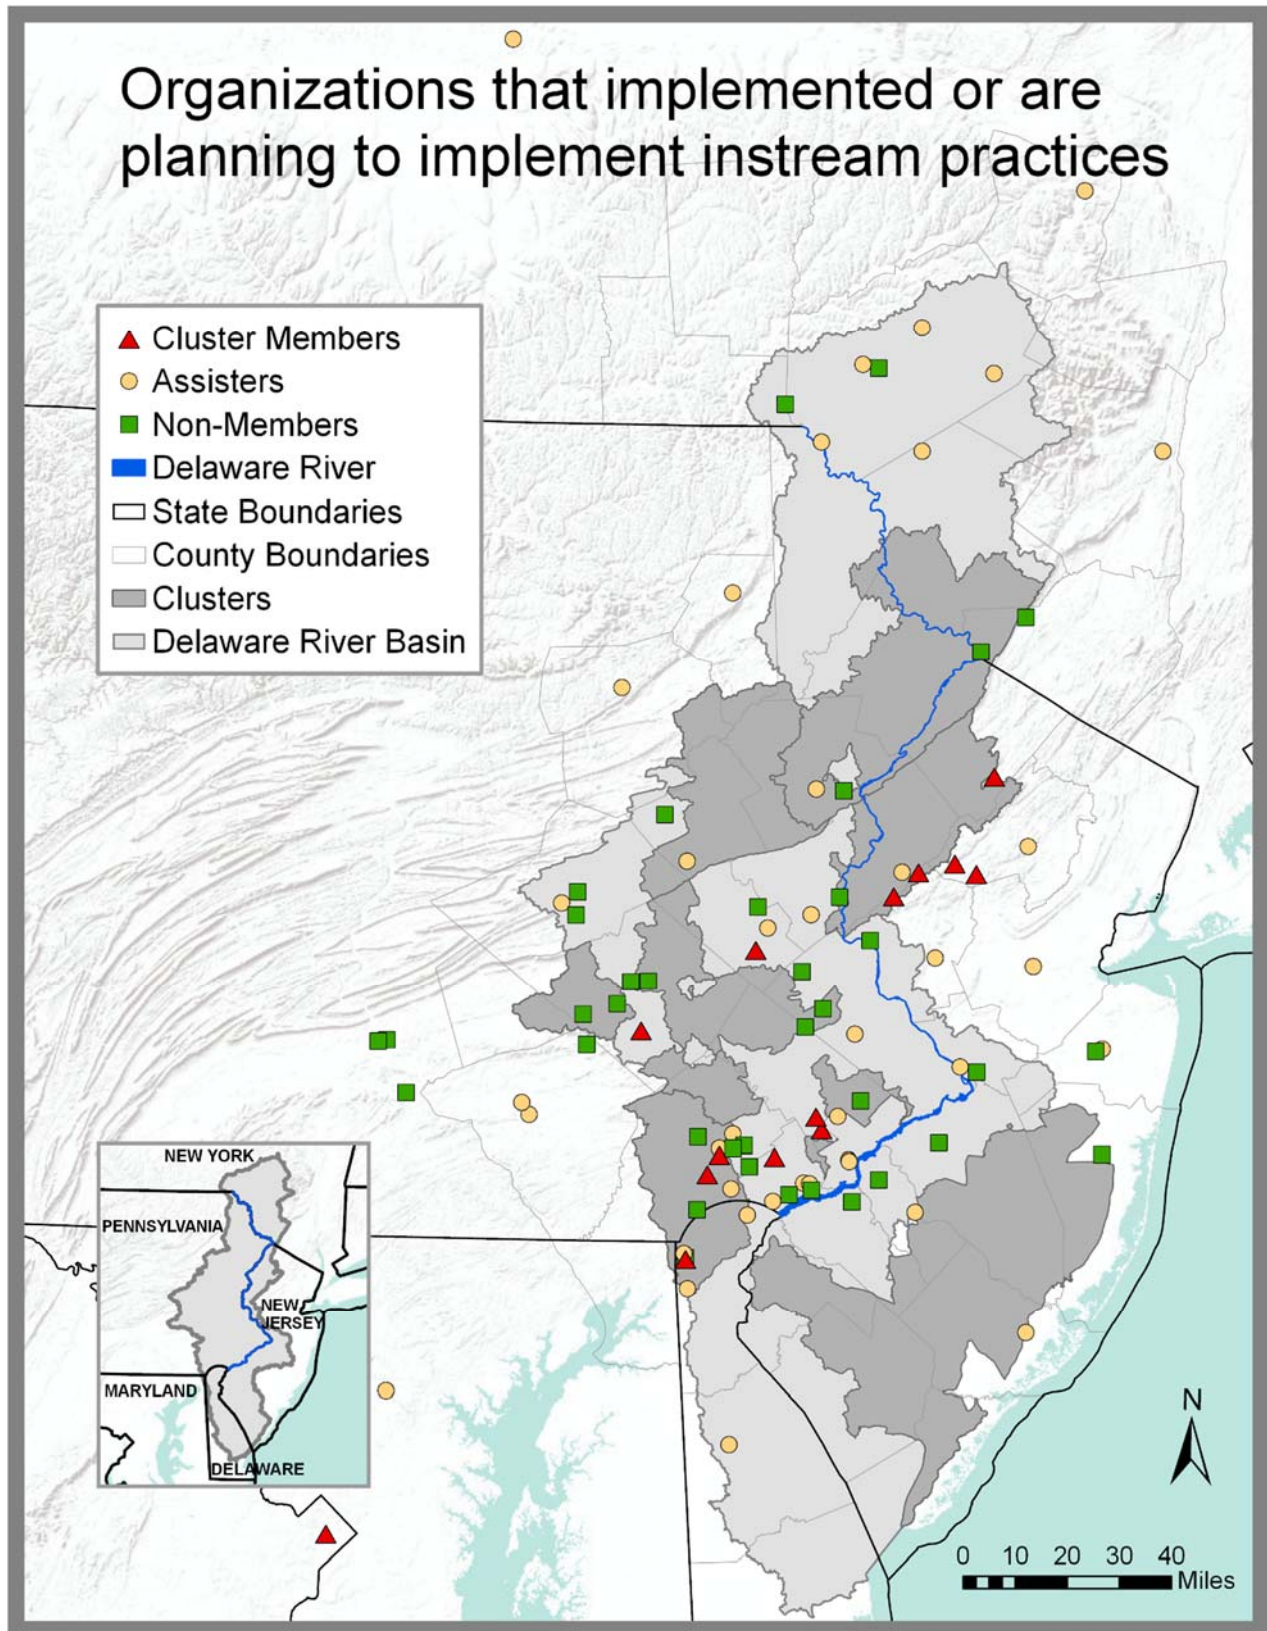 Organizations that implemented or are
planning to implement instream practices
Cluster Members
Assisters
Non-Members
Delaware River
State Boundaries
County Boundaries
Clusters
Delaware River Basin
NEW YORK
PENNSYLVANIA
NEW
JERSEY
MARYLAND
DELAWARE
N
0 10 20 30 40
Miles